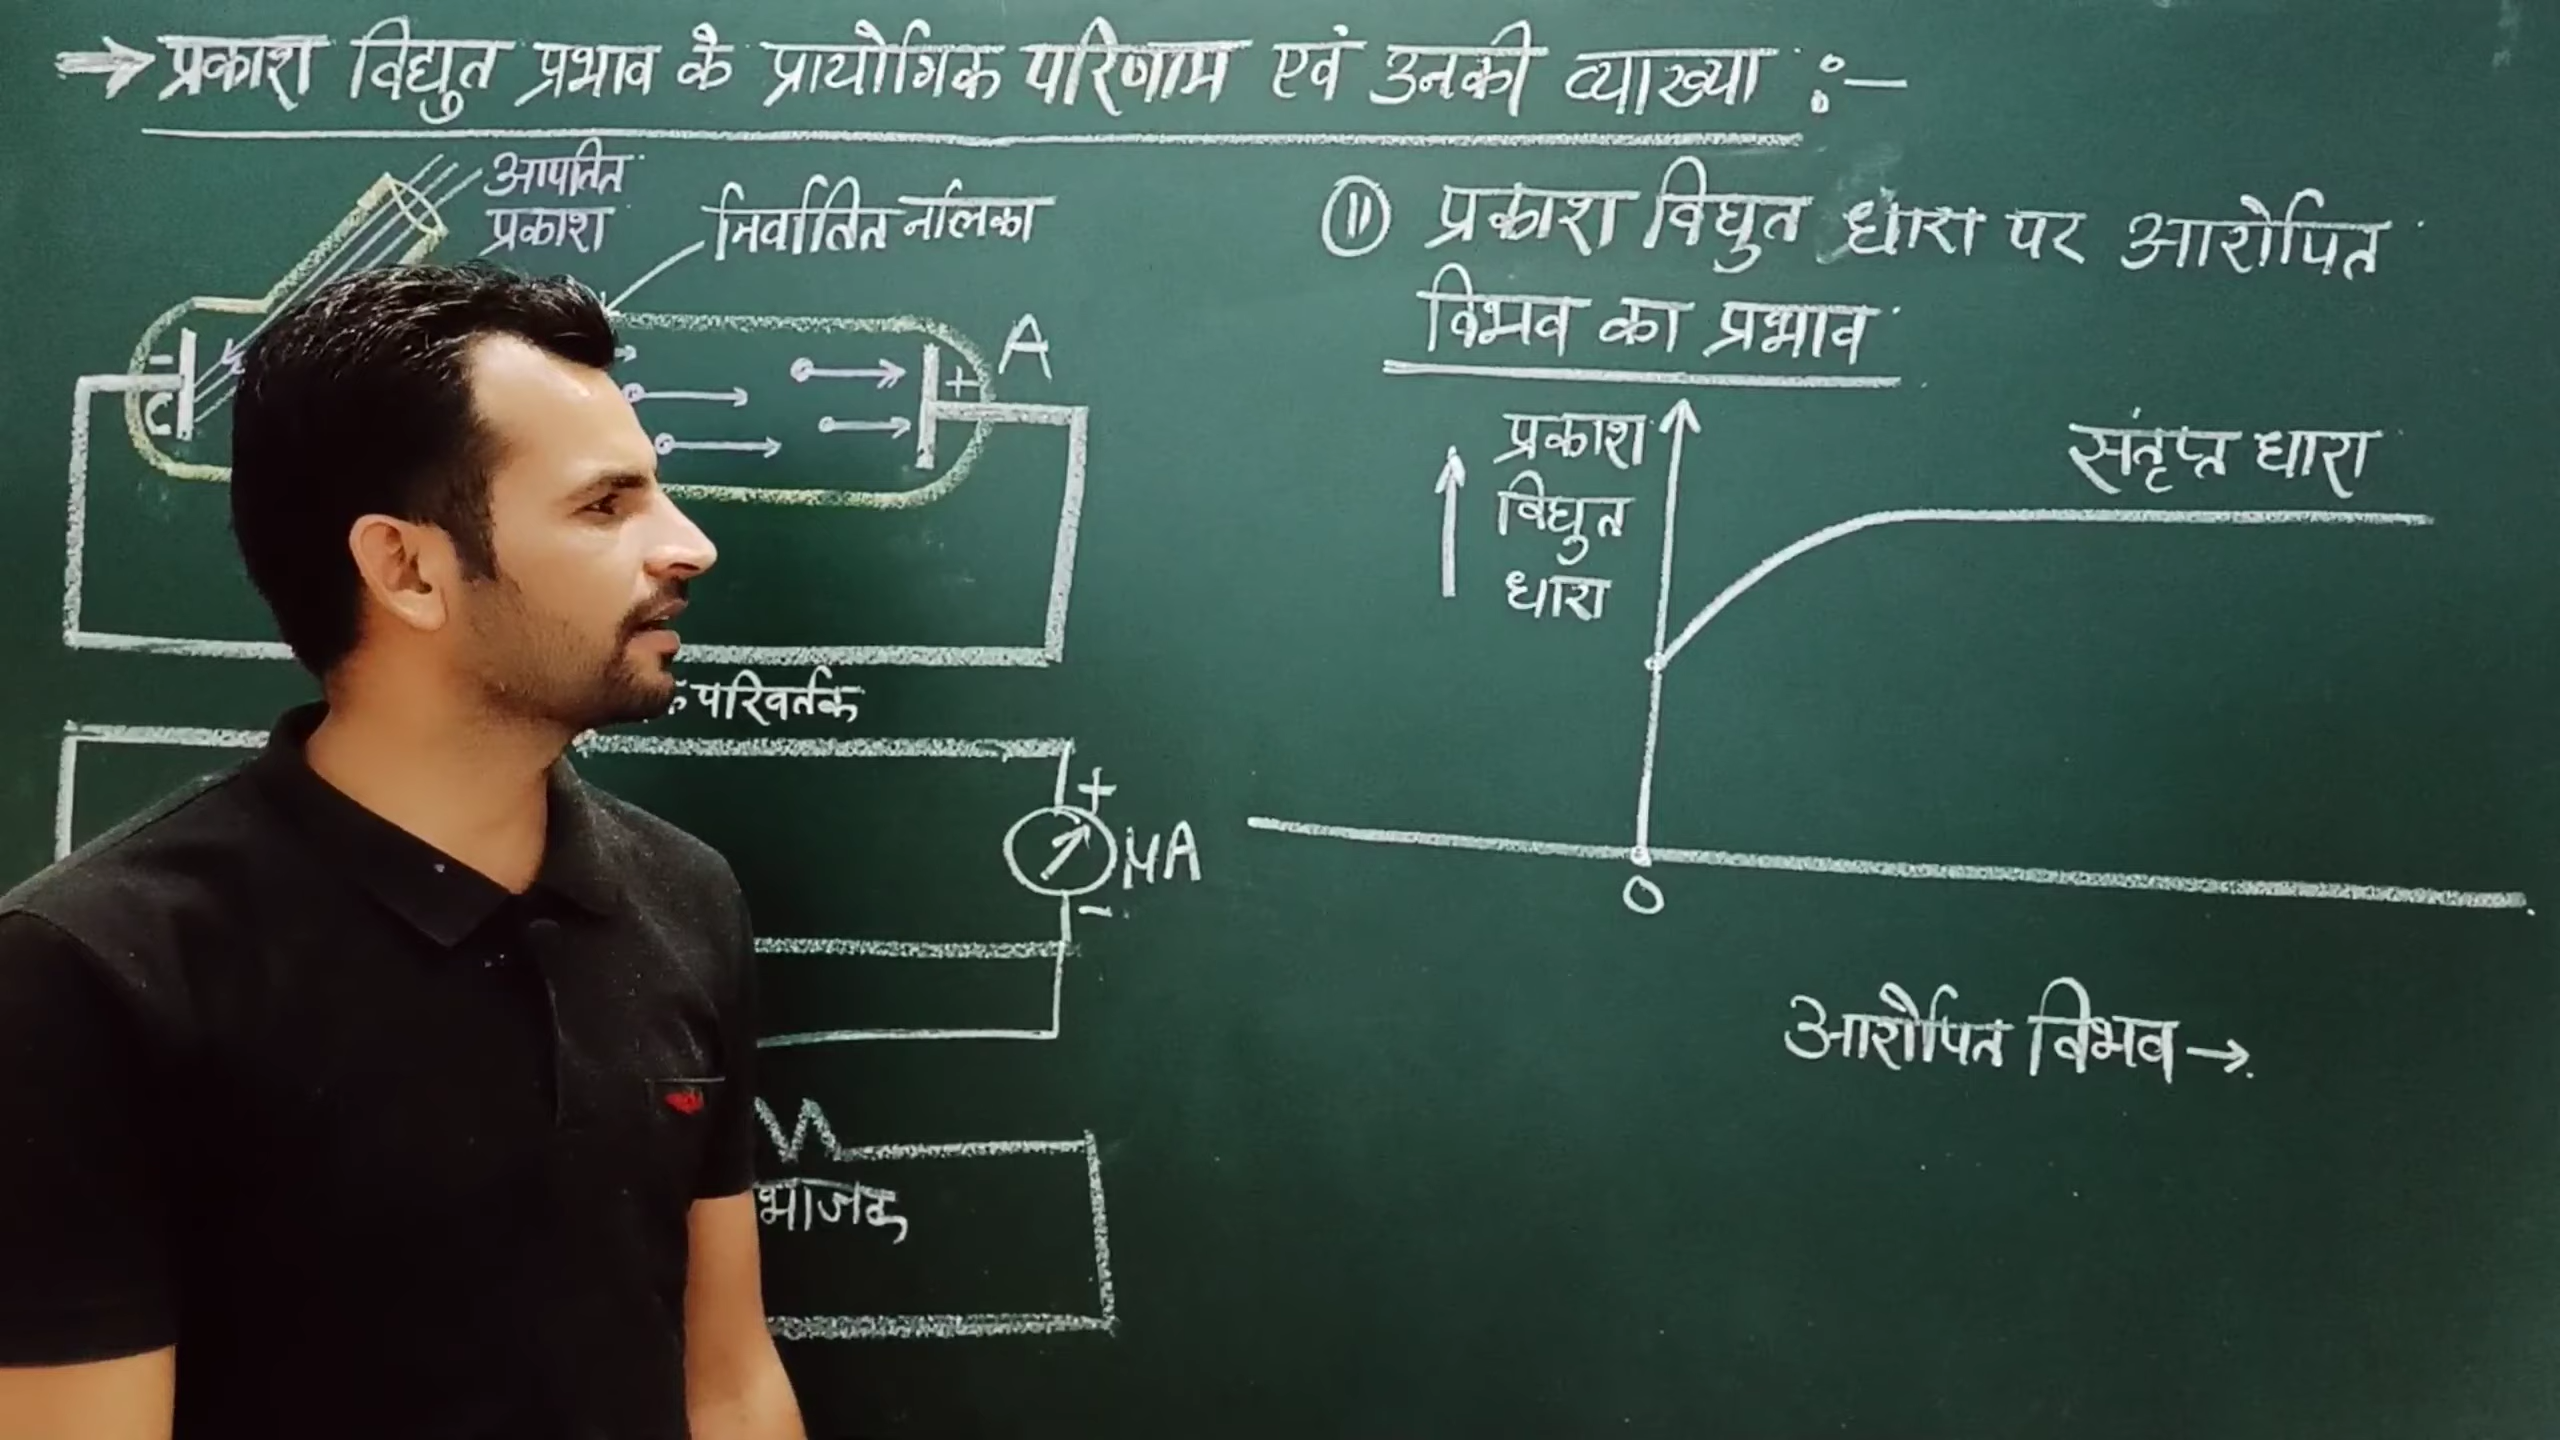 → प्रकाश विद्युत प्रभाव के प्रायोगिक परिणाम एवं उनकी व्याख्या :-
आपतित
प्रकाश
निर्वातित नलिका
- C
+ A
परिवर्तक
+
μA
-
भाजक
(ii) प्रकाश विद्युत धारा पर आरोपित
विभव का प्रभाव
प्रकाश
विद्युत
धारा
संतृप्त धारा
0
आरोपित विभव →